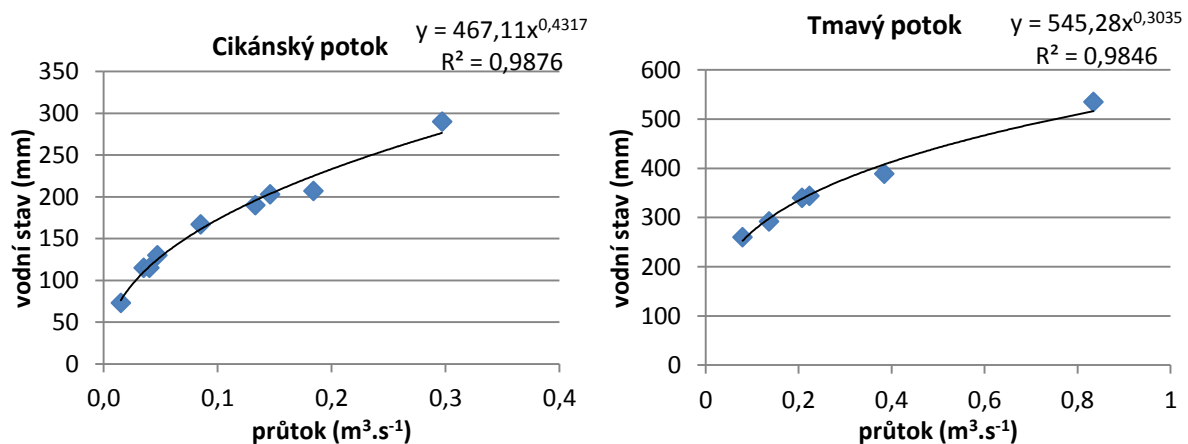 Cikánský potok
y = 467,11x^0,4317
R² = 0,9876
350
300
250
200
150
100
50
0
vodní stav (mm)
0,0 0,1 0,2 0,3 0,4
průtok (m³.s⁻¹)
Tmavý potok
y = 545,28x^0,3035
R² = 0,9846
600
500
400
300
200
100
0
vodní stav (mm)
0 0,2 0,4 0,6 0,8 1
průtok (m³.s⁻¹)